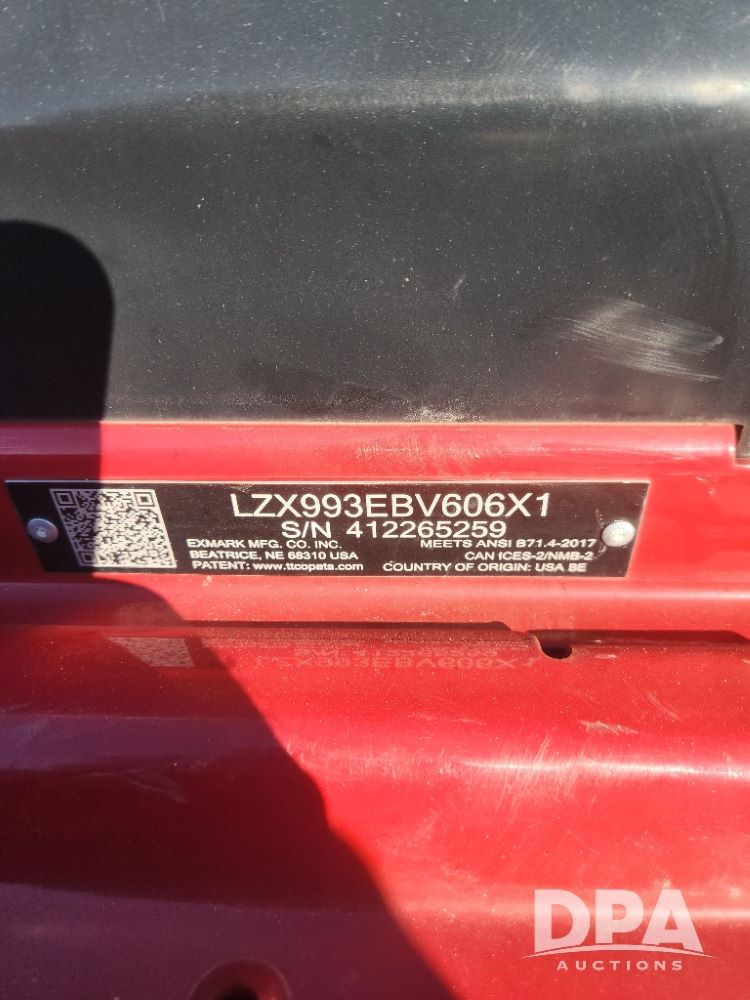 LZX993EBV606X1
S/N 412265259
EXMARK MFG. CO. INC. MEETS ANSI B71.4-2017
BEATRICE, NE 68310 USA CAN ICES-2/NMB-2
PATENT: www.ttcopats.com COUNTRY OF ORIGIN: USA BE
LZX993EBV606X1
DPA
AUCTIONS